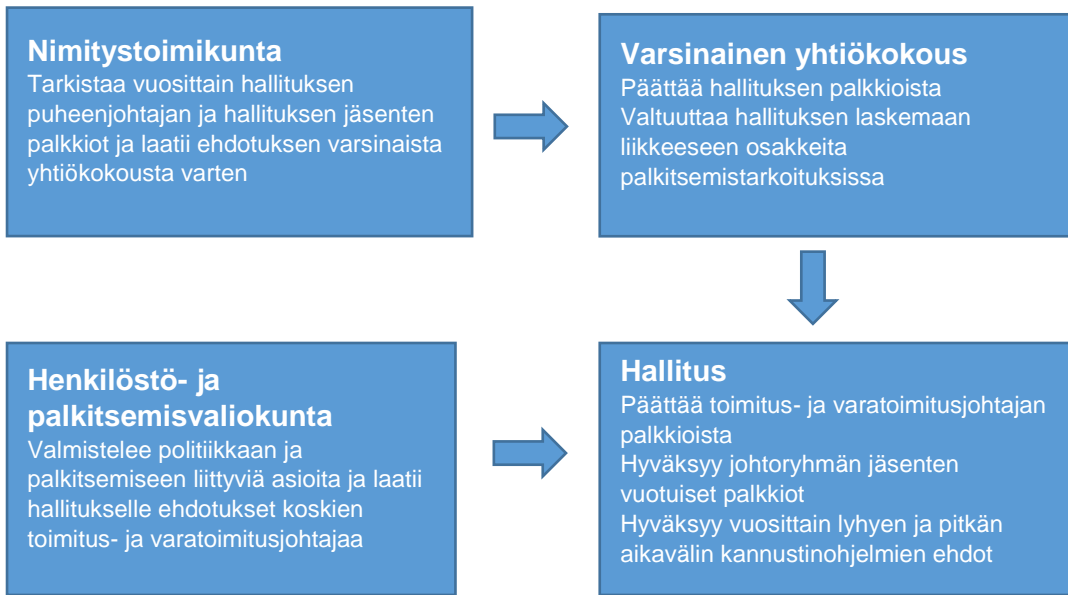 Nimitystoimikunta
Tarkistaa vuosittain hallituksen
puheenjohtajan ja hallituksen jäsenten
palkkiot ja laatii ehdotuksen varsinaista
yhtiökokousta varten
Varsinainen yhtiökokous
Päättää hallituksen palkkioista
Valtuuttaa hallituksen laskemaan
liikkeeseen osakkeita
palkitsemistarkoituksissa
Henkilöstö- ja
palkitsemisvaliokunta
Valmistelee politiikkaan ja
palkitsemiseen liittyviä asioita ja laatii
hallitukselle ehdotukset koskien
toimitus- ja varatoimitusjohtajaa
Hallitus
Päättää toimitus- ja varatoimitusjohtajan
palkkioista
Hyväksyy johtoryhmän jäsenten
vuotuiset palkkiot
Hyväksyy vuosittain lyhyen ja pitkän
aikavälin kannustinohjelmien ehdot